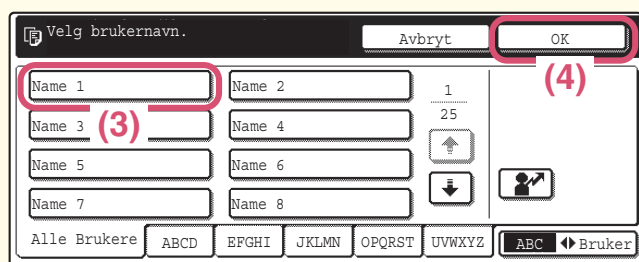 Velg brukernavn.
Avbryt
OK
(4)
Name 1
Name 2
1
25
(3)
Name 3
Name 4
Name 5
Name 6
Name 7
Name 8
Alle Brukere
ABCD
EFGHI
JKLMN
OPQRST
UVWXYZ
ABC
Bruker